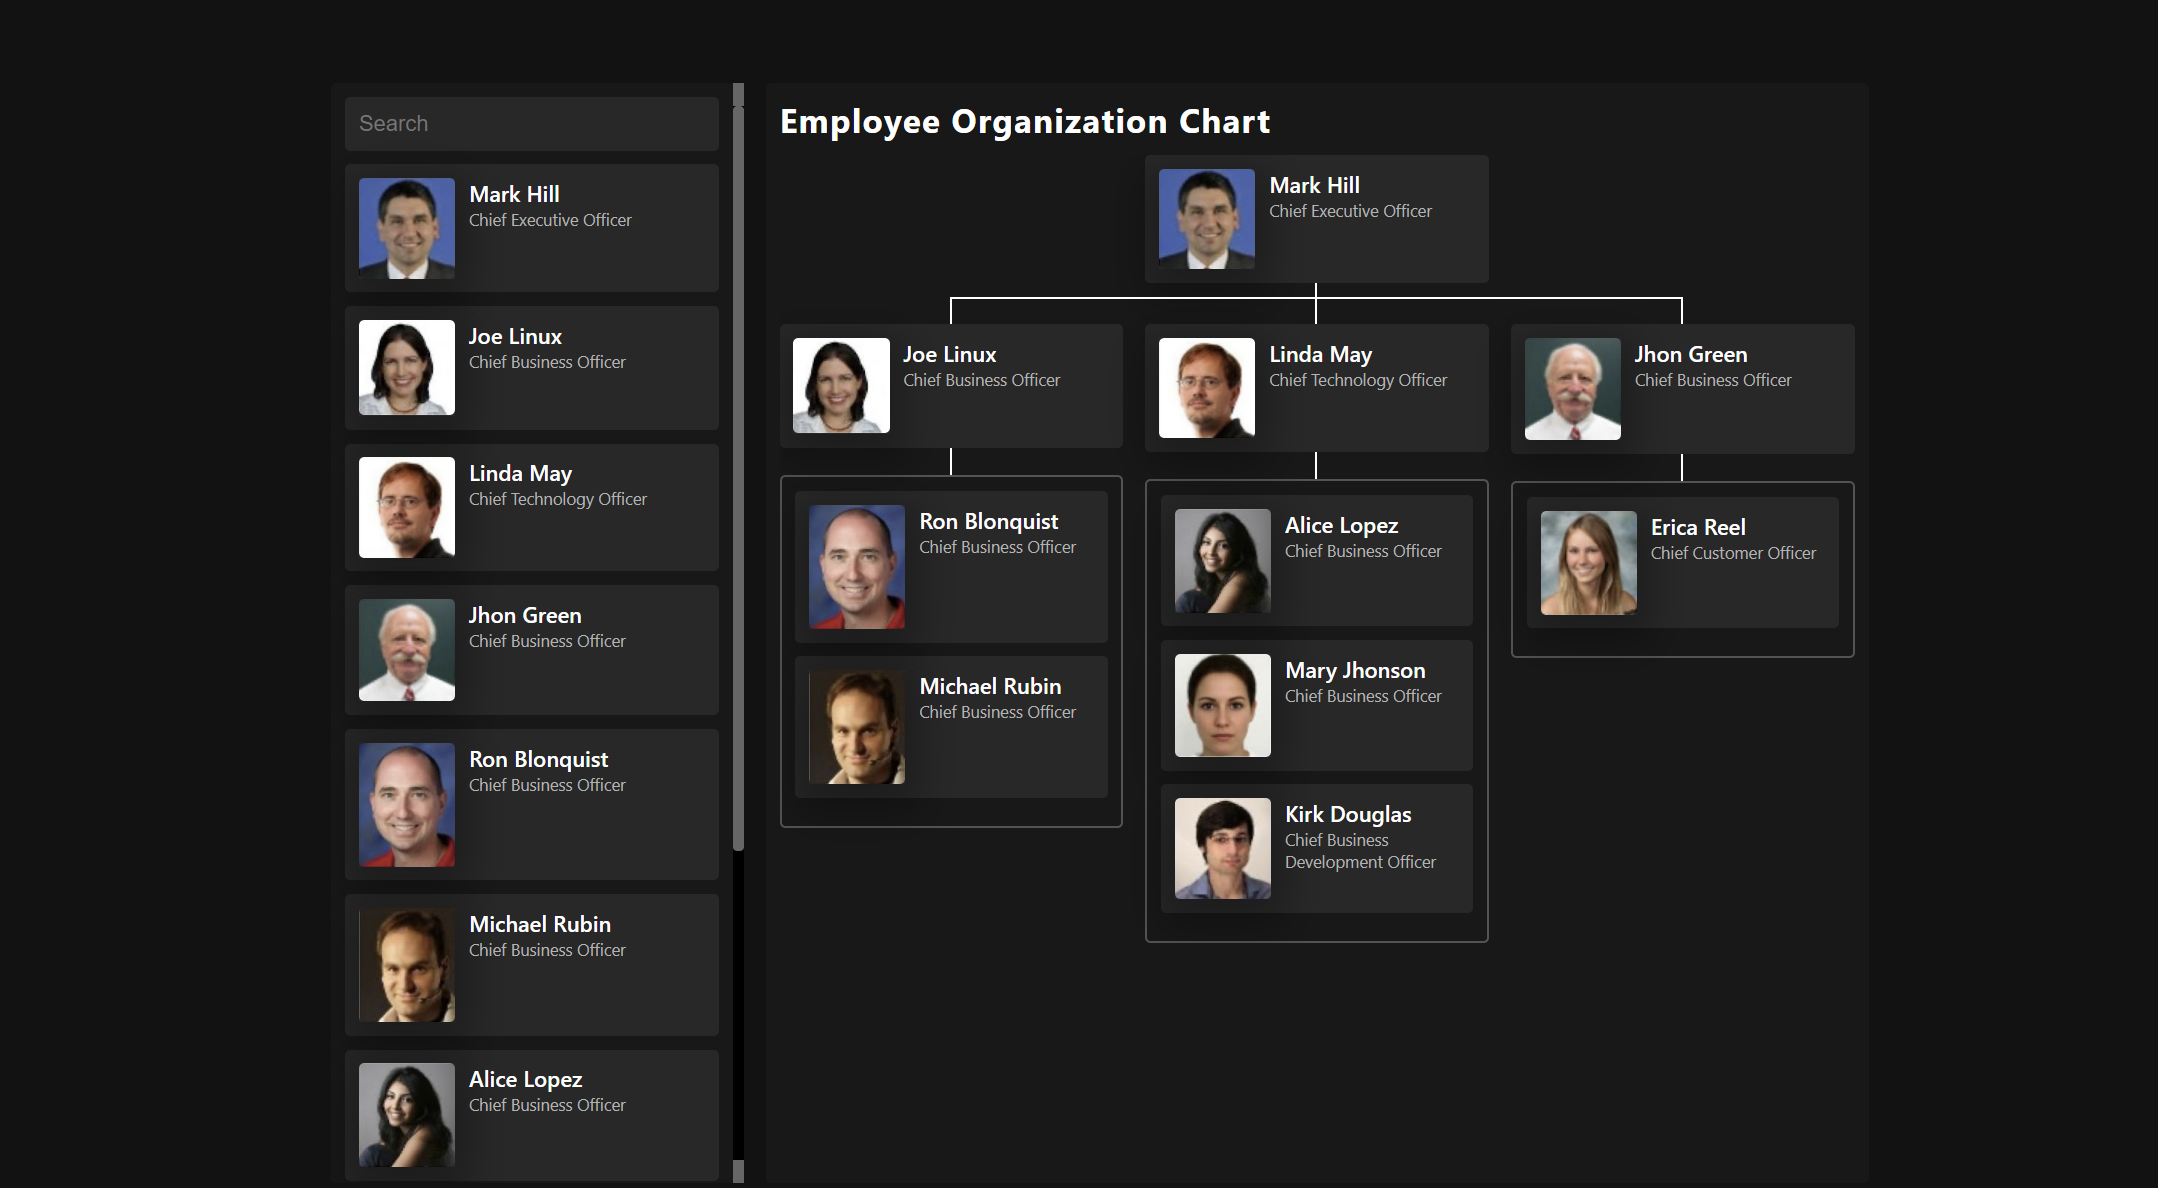 Search
Mark Hill
Chief Executive Officer
Joe Linux
Chief Business Officer
Linda May
Chief Technology Officer
Jhon Green
Chief Business Officer
Ron Blonquist
Chief Business Officer
Michael Rubin
Chief Business Officer
Alice Lopez
Chief Business Officer
Employee Organization Chart
Mark Hill
Chief Executive Officer
Joe Linux
Chief Business Officer
Linda May
Chief Technology Officer
Jhon Green
Chief Business Officer
Ron Blonquist
Chief Business Officer
Michael Rubin
Chief Business Officer
Alice Lopez
Chief Business Officer
Mary Jhonson
Chief Business Officer
Kirk Douglas
Chief Business
Development Officer
Erica Reel
Chief Customer Officer